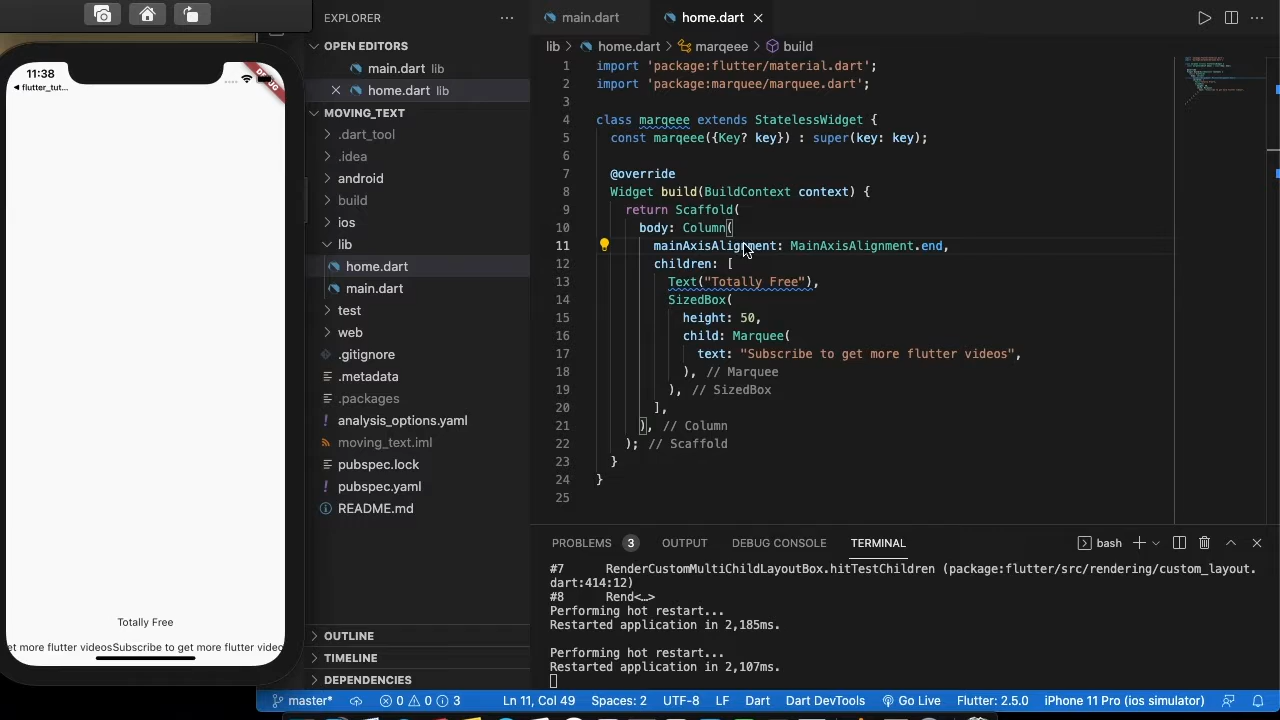 11:38
flutter_tut...
DEBUG
Totally Free
et more flutter videosSubscribe to get more flutter video
EXPLORER
OPEN EDITORS
main.dart lib
home.dart lib
MOVING_TEXT
.dart_tool
.idea
android
build
ios
lib
home.dart
main.dart
test
web
.gitignore
.metadata
.packages
analysis_options.yaml
moving_text.iml
pubspec.lock
pubspec.yaml
README.md
OUTLINE
TIMELINE
DEPENDENCIES
main.dart
home.dart
lib > home.dart > marqeee > build
1 import 'package:flutter/material.dart';
2 import 'package:marquee/marquee.dart';
3
4 class marqeee extends StatelessWidget {
5 const marqeee({Key? key}) : super(key: key);
6
7 @override
8 Widget build(BuildContext context) {
9 return Scaffold(
10 body: Column(
11 mainAxisAlignment: MainAxisAlignment.end,
12 children: [
13 Text("Totally Free"),
14 SizedBox(
15 height: 50,
16 child: Marquee(
17 text: "Subscribe to get more flutter videos",
18 ), // Marquee
19 ), // SizedBox
20 ],
21 ), // Column
22 ); // Scaffold
23 }
24 }
25
PROBLEMS 3 OUTPUT DEBUG CONSOLE TERMINAL bash
#7 RenderCustomMultiChildLayoutBox.hitTestChildren (package:flutter/src/rendering/custom_layout.
dart:414:12)
#8 Rend<…>
Performing hot restart...
Restarted application in 2,185ms.
Performing hot restart...
Restarted application in 2,107ms.
master* 0 0 3 Ln 11, Col 49 Spaces: 2 UTF-8 LF Dart Dart DevTools Go Live Flutter: 2.5.0 iPhone 11 Pro (ios simulator)